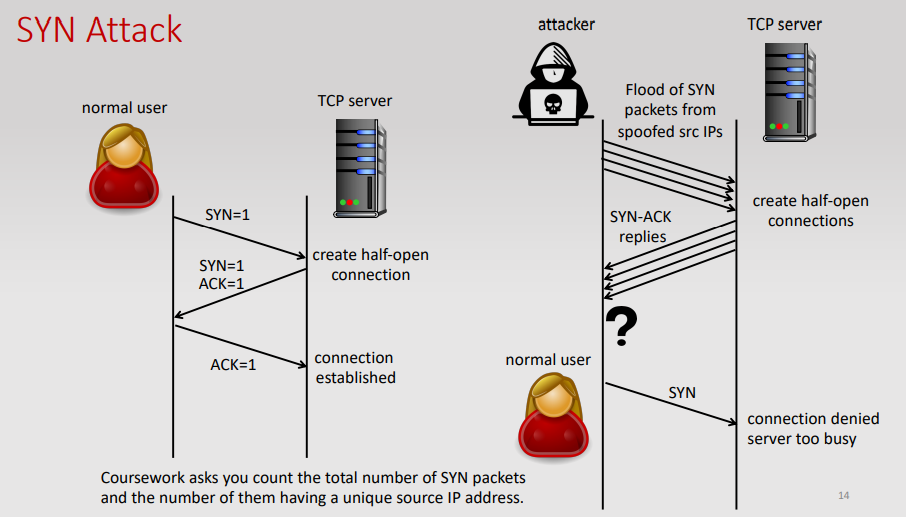 SYN Attack
normal user
TCP server
SYN=1
create half-open
connection
SYN=1
ACK=1
ACK=1
connection
established
attacker
TCP server
Flood of SYN
packets from
spoofed src IPs
create half-open
connections
SYN-ACK
replies
?
normal user
SYN
connection denied
server too busy
Coursework asks you count the total number of SYN packets
and the number of them having a unique source IP address.
14